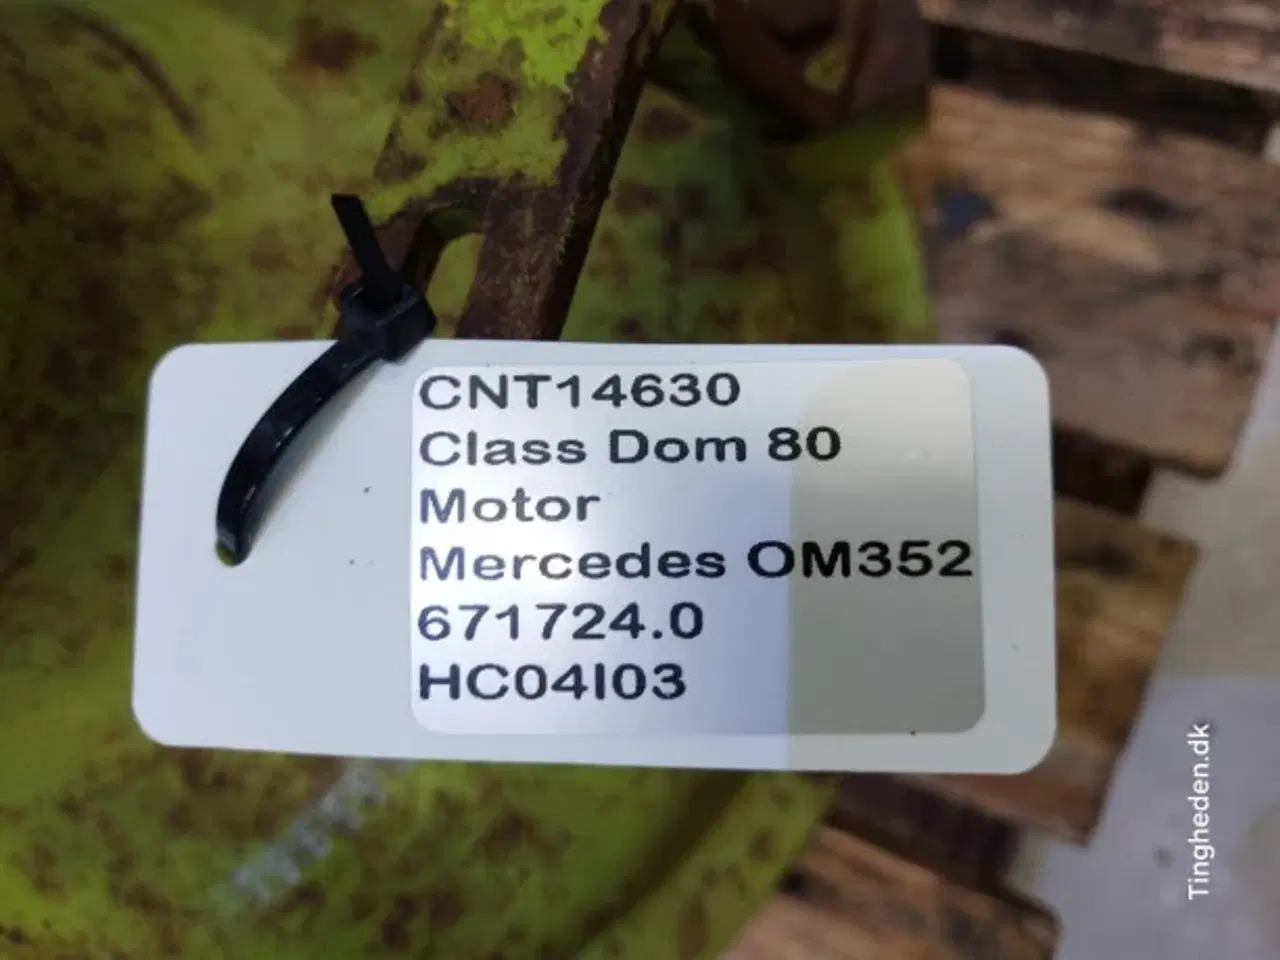 CNT14630
Class Dom 80
Motor
Mercedes OM352
671724.0
HC04I03
Tingheden.dk